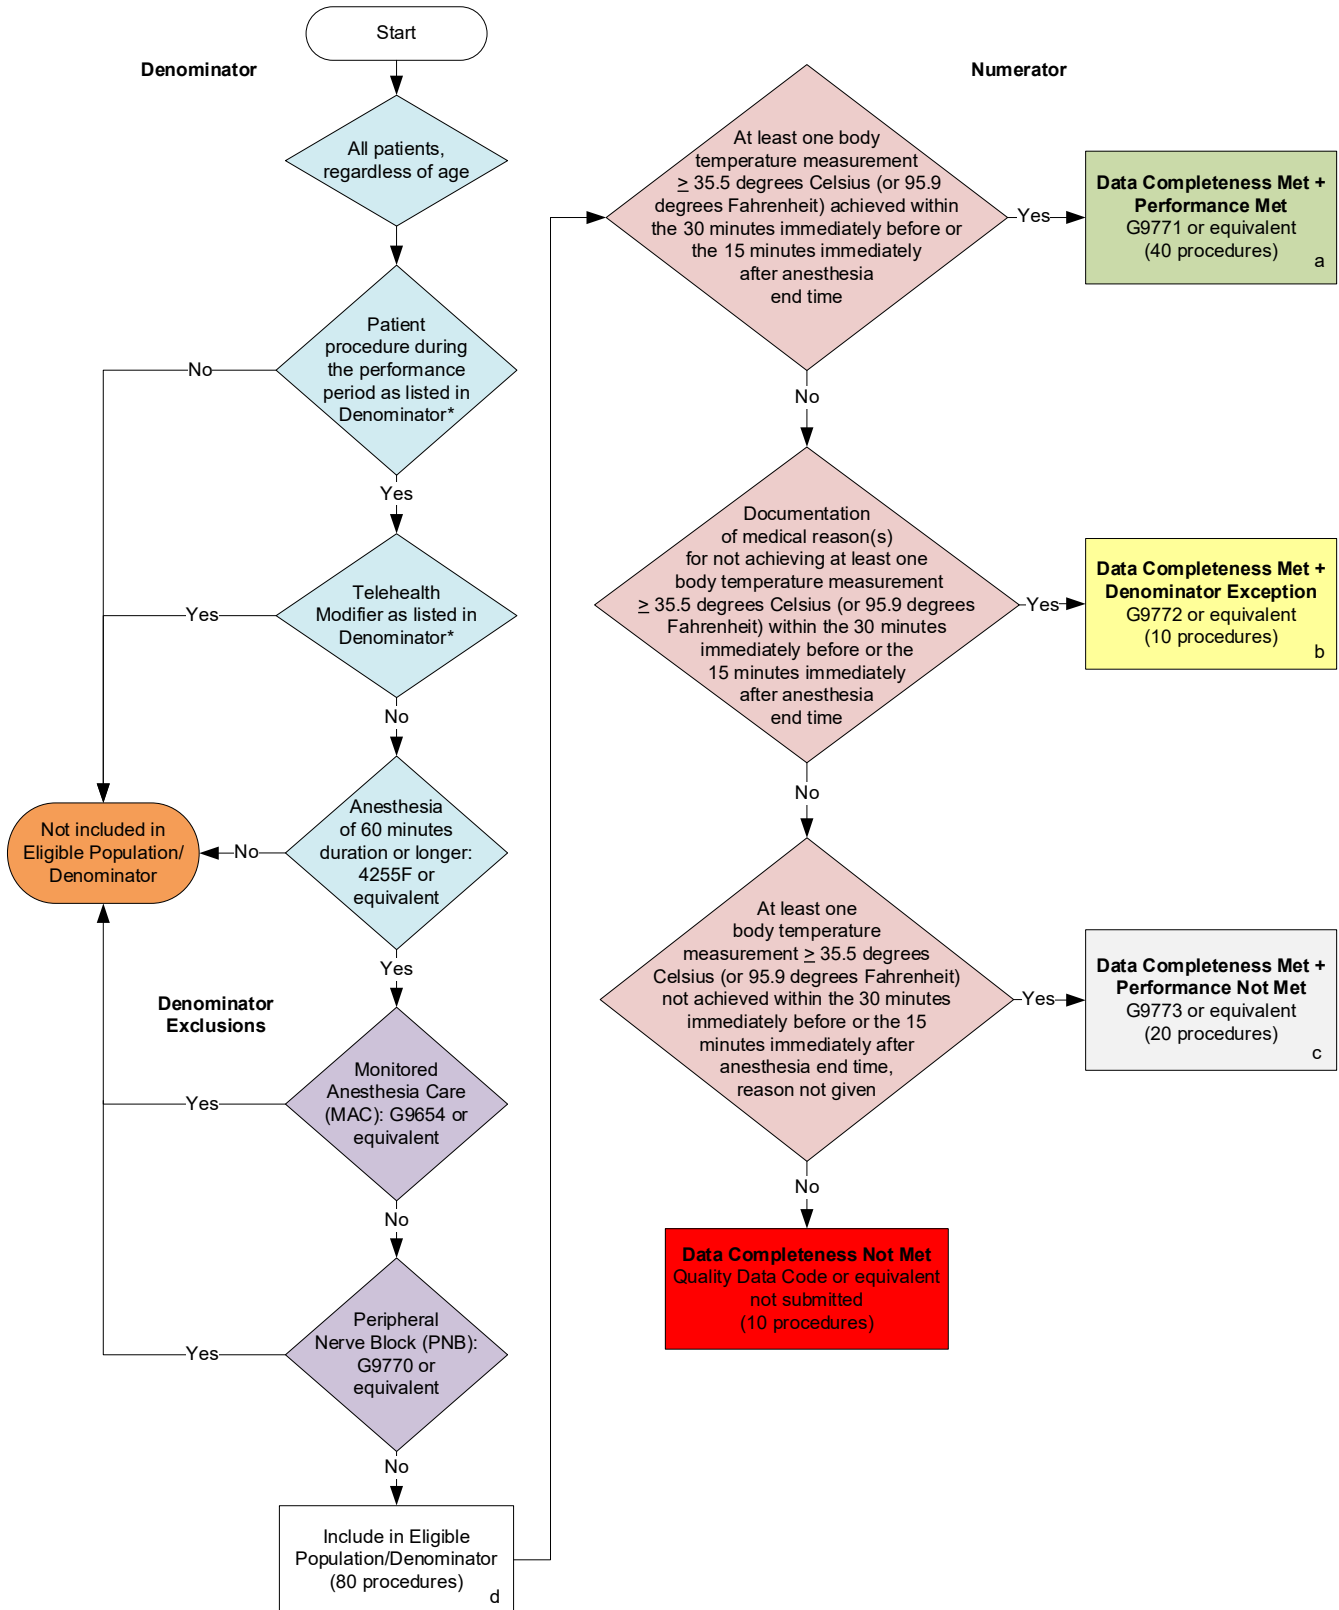 Start
Denominator
All patients,
regardless of age
Patient
procedure during
the performance
period as listed in
Denominator*
No
Yes
Telehealth
Modifier as listed in
Denominator*
Yes
No
Anesthesia
of 60 minutes
duration or longer:
4255F or
equivalent
No
Not included in
Eligible Population/
Denominator
Yes
Denominator
Exclusions
Monitored
Anesthesia Care
(MAC): G9654 or
equivalent
Yes
No
Peripheral
Nerve Block (PNB):
G9770 or
equivalent
Yes
No
Include in Eligible
Population/Denominator
(80 procedures)
d
Numerator
At least one body
temperature measurement
≥ 35.5 degrees Celsius (or 95.9
degrees Fahrenheit) achieved within
the 30 minutes immediately before or
the 15 minutes immediately
after anesthesia
end time
Yes
Data Completeness Met +
Performance Met
G9771 or equivalent
(40 procedures)
a
No
Documentation
of medical reason(s)
for not achieving at least one
body temperature measurement
≥ 35.5 degrees Celsius (or 95.9 degrees
Fahrenheit) within the 30 minutes
immediately before or the
15 minutes immediately
after anesthesia
end time
Yes
Data Completeness Met +
Denominator Exception
G9772 or equivalent
(10 procedures)
b
No
At least one
body temperature
measurement ≥ 35.5 degrees
Celsius (or 95.9 degrees Fahrenheit)
not achieved within the 30 minutes
immediately before or the 15
minutes immediately after
anesthesia end time,
reason not given
Yes
Data Completeness Met +
Performance Not Met
G9773 or equivalent
(20 procedures)
c
No
Data Completeness Not Met
Quality Data Code or equivalent
not submitted
(10 procedures)